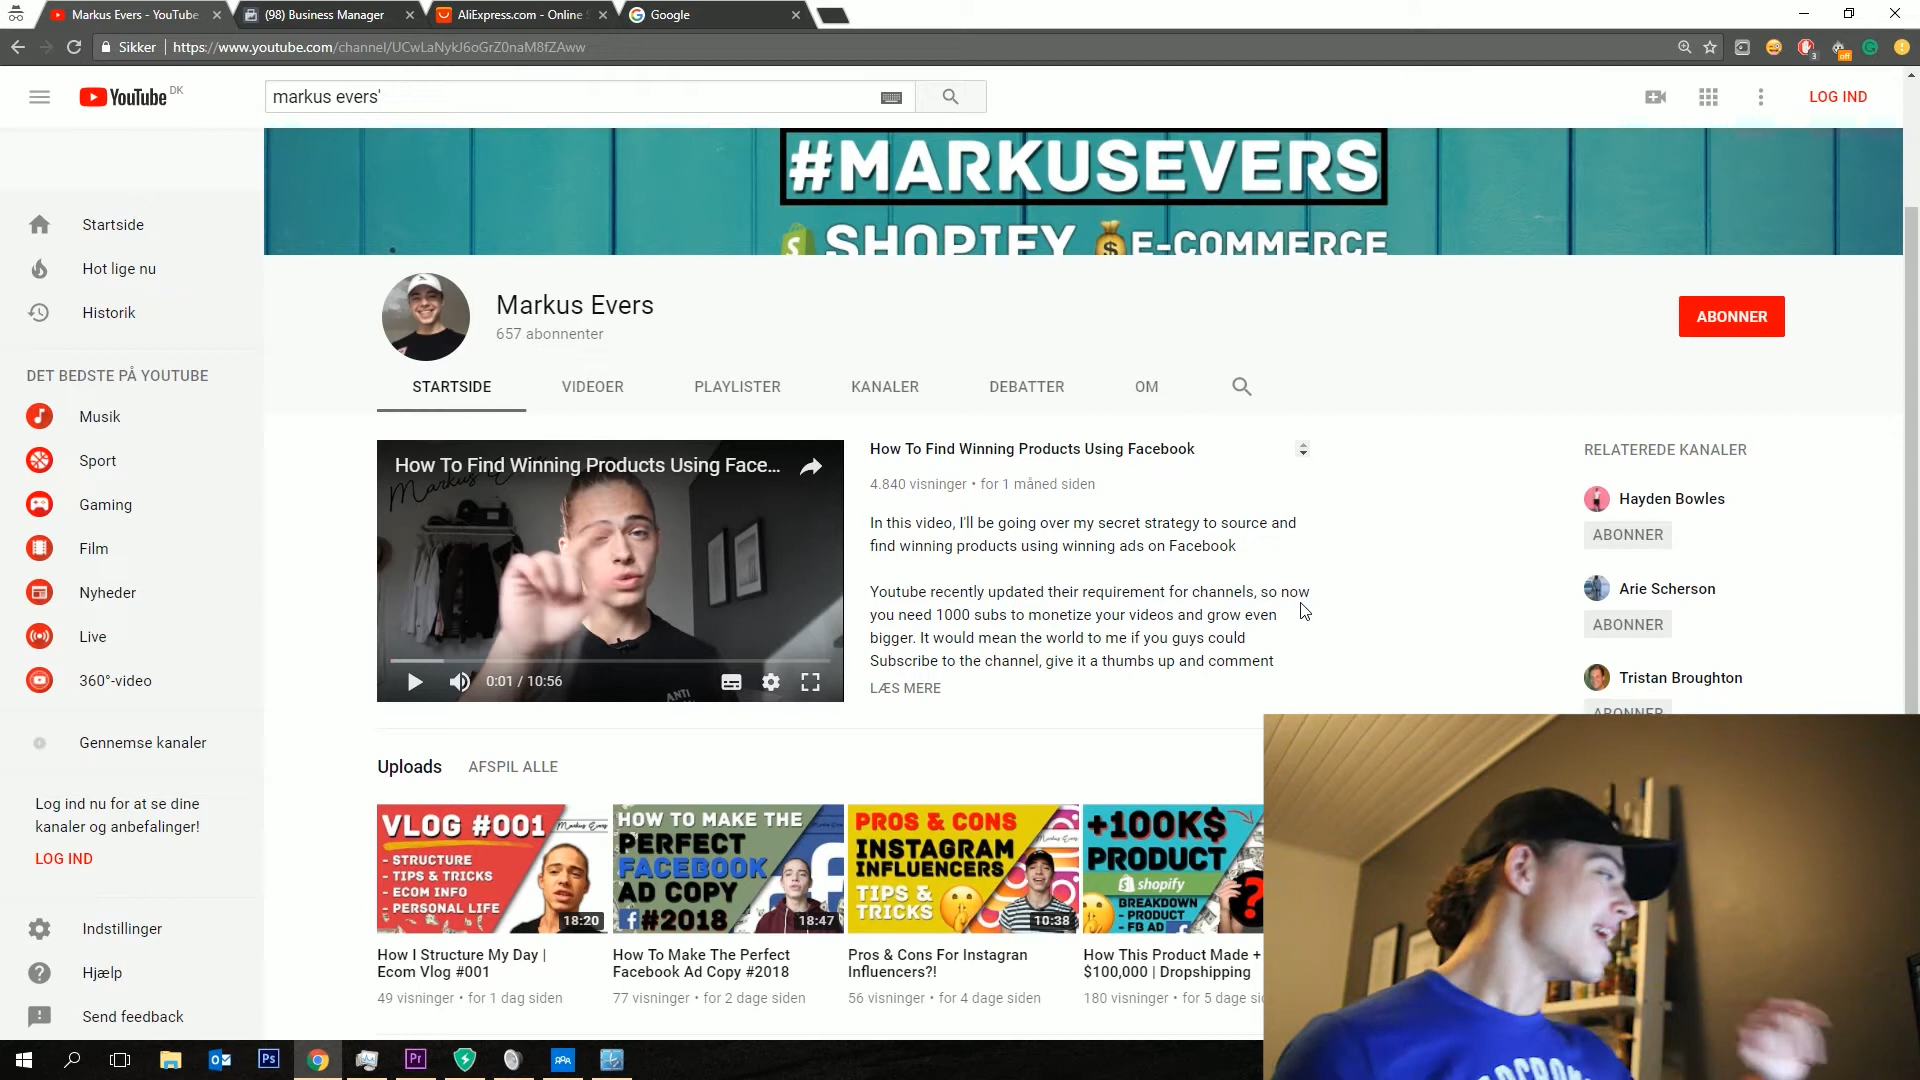 Markus Evers - YouTube
(98) Business Manager
AliExpress.com - Online
Google
Sikker
https://www.youtube.com/channel/UCwLaNykJ6oGrZ0naM8fZAww
3
off
YouTube DK
markus evers'
LOG IND
#MARKUSEVERS
SHOPIFY
E-COMMERCE
Startside
Hot lige nu
Historik
DET BEDSTE PÅ YOUTUBE
Musik
Sport
Gaming
Film
Nyheder
Live
360°-video
Gennemse kanaler
Log ind nu for at se dine
kanaler og anbefalinger!
LOG IND
Indstillinger
Hjælp
Send feedback
Markus Evers
657 abonnenter
ABONNER
STARTSIDE
VIDEOER
PLAYLISTER
KANALER
DEBATTER
OM
How To Find Winning Products Using Face...
Markus
0:01 / 10:56
ANTI
How To Find Winning Products Using Facebook
4.840 visninger • for 1 måned siden
In this video, I'll be going over my secret strategy to source and
find winning products using winning ads on Facebook
Youtube recently updated their requirement for channels, so now
you need 1000 subs to monetize your videos and grow even
bigger. It would mean the world to me if you guys could
Subscribe to the channel, give it a thumbs up and comment
LÆS MERE
RELATEREDE KANALER
Hayden Bowles
ABONNER
Arie Scherson
ABONNER
Tristan Broughton
ABONNER
Uploads
AFSPIL ALLE
VLOG #001
Markus Evers
- STRUCTURE
- TIPS & TRICKS
- ECOM INFO
- PERSONAL LIFE
18:20
How I Structure My Day |
Ecom Vlog #001
49 visninger • for 1 dag siden
HOW TO MAKE THE
PERFECT
FACEBOOK
AD COPY
#2018
18:47
How To Make The Perfect
Facebook Ad Copy #2018
77 visninger • for 2 dage siden
PROS & CONS
INSTAGRAM
INFLUENCERS
TIPS &
TRICKS
Markus Evers
10:38
Pros & Cons For Instagran
Influencers?!
56 visninger • for 4 dage siden
+100K$
PRODUCT
shopify
BREAKDOWN
- PRODUCT
- FB AD
How This Product Made +
$100,000 | Dropshipping
180 visninger • for 5 dage si
Ps
Pr